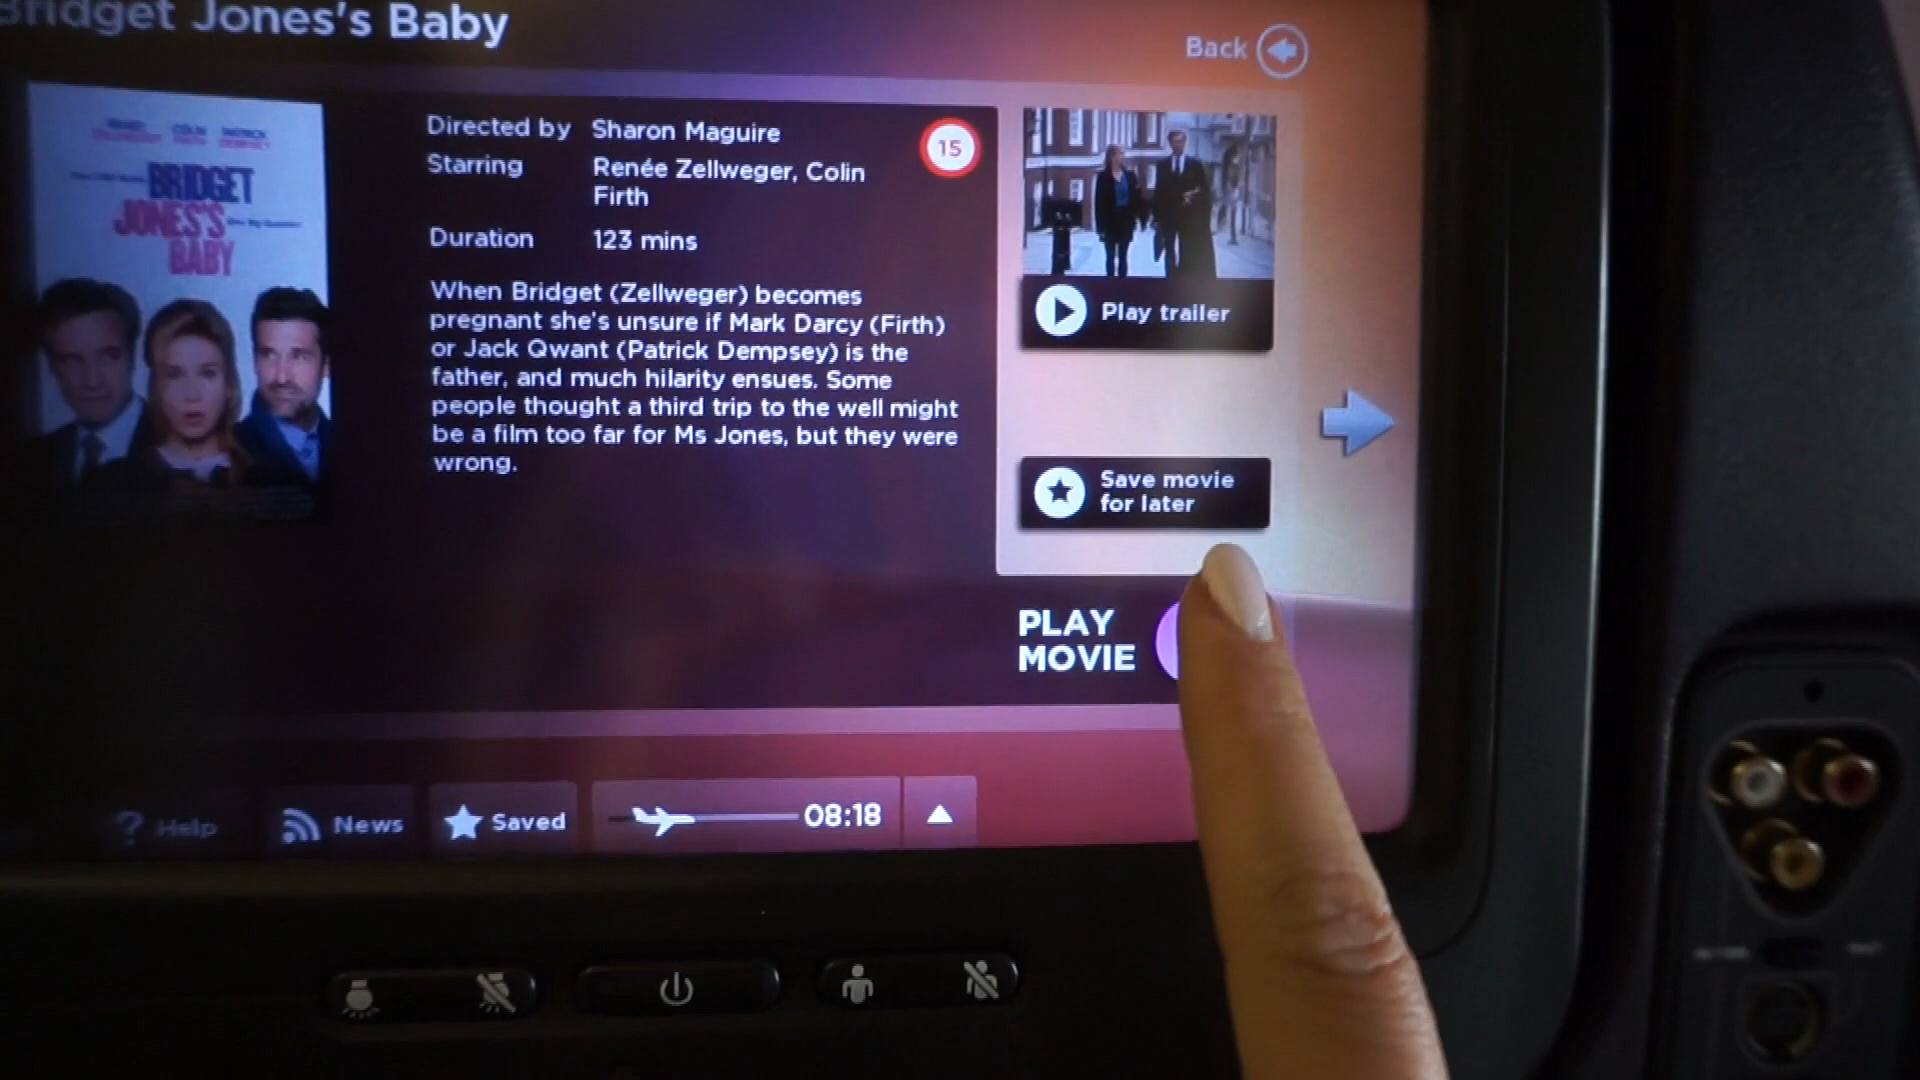 Bridget Jones's Baby
Back
BRIDGET
JONES'S
BABY
Directed by Sharon Maguire
15
Starring Renée Zellweger, Colin
Firth
Duration 123 mins
When Bridget (Zellweger) becomes
pregnant she's unsure if Mark Darcy (Firth)
or Jack Qwant (Patrick Dempsey) is the
father, and much hilarity ensues. Some
people thought a third trip to the well might
be a film too far for Ms Jones, but they were
wrong.
Play trailer
Save movie
for later
PLAY
MOVIE
? Help
News
Saved
08:18